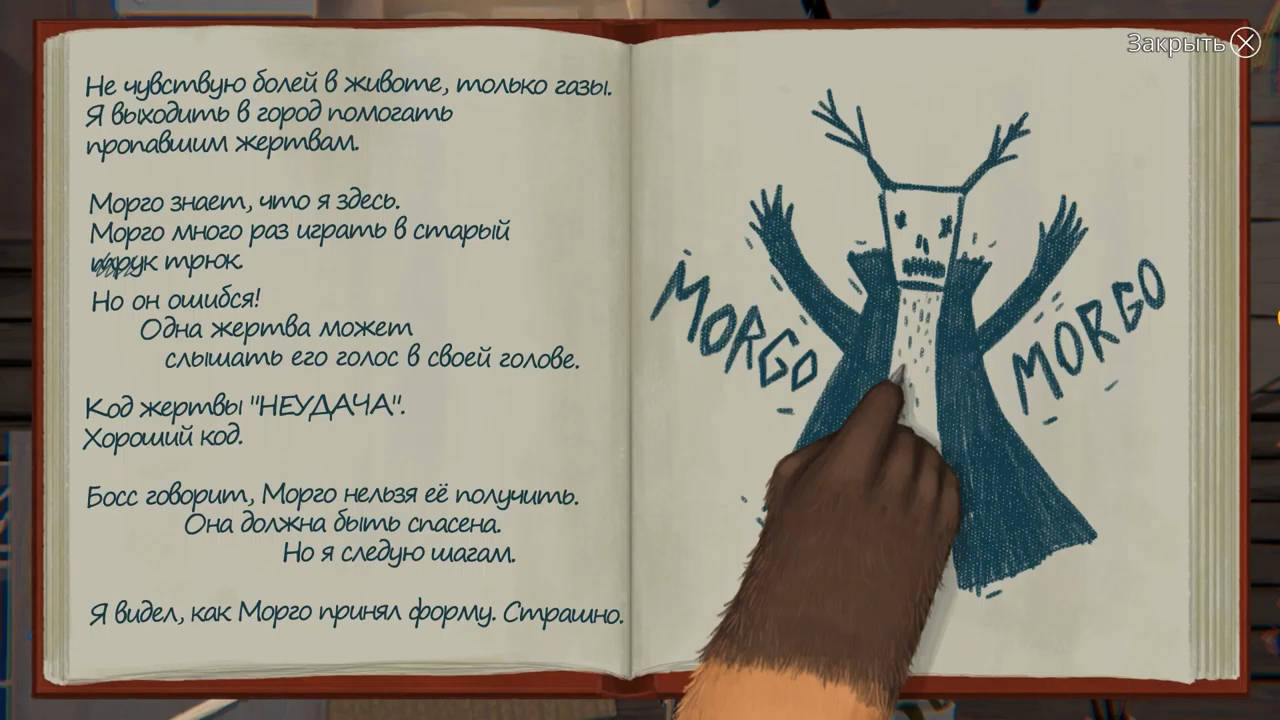 Закрыть
Не чувствую болей в животе, только газы.
Я выходить в город помогать
пропавшим жертвам.
Морго знает, что я здесь.
Морго много раз играть в старый
трюк.
Но он ошибся!
Одна жертва может
слышать его голос в своей голове.
Код жертвы "НЕУДАЧА".
Хороший код.
Босс говорит, Морго нельзя её получить.
Она должна быть спасена.
Но я следую шагам.
Я видел, как Морго принял форму. Страшно.
MORGO
MORGO